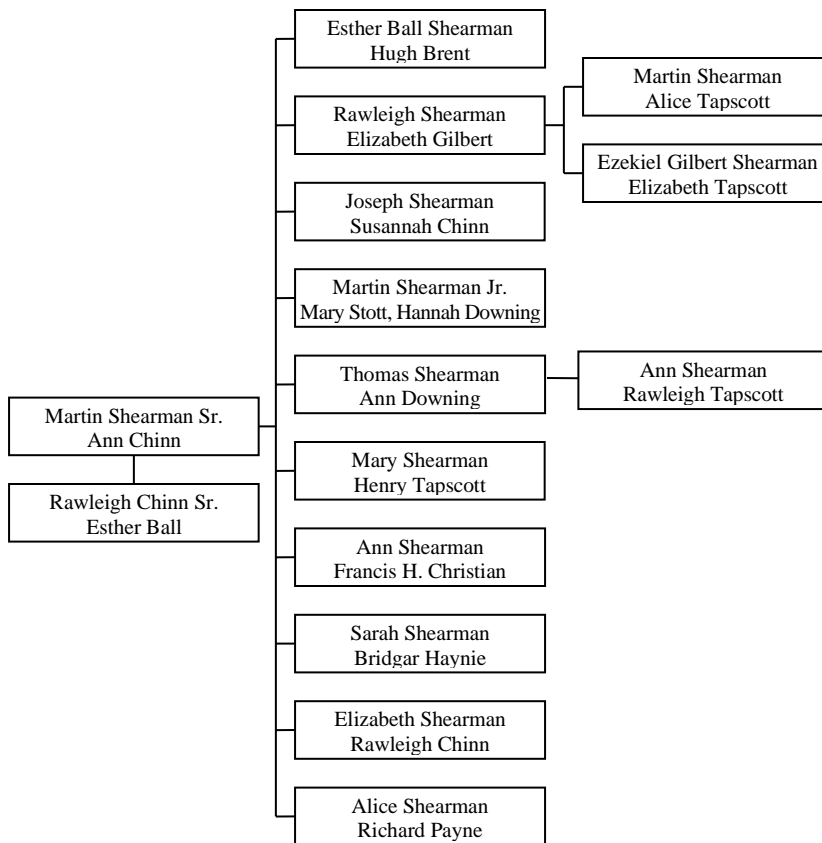 Esther Ball Shearman
Hugh Brent
Martin Shearman
Alice Tapscott
Rawleigh Shearman
Elizabeth Gilbert
Ezekiel Gilbert Shearman
Elizabeth Tapscott
Joseph Shearman
Susannah Chinn
Martin Shearman Jr.
Mary Stott, Hannah Downing
Thomas Shearman
Ann Downing
Ann Shearman
Rawleigh Tapscott
Martin Shearman Sr.
Ann Chinn
Rawleigh Chinn Sr.
Esther Ball
Mary Shearman
Henry Tapscott
Ann Shearman
Francis H. Christian
Sarah Shearman
Bridgar Haynie
Elizabeth Shearman
Rawleigh Chinn
Alice Shearman
Richard Payne